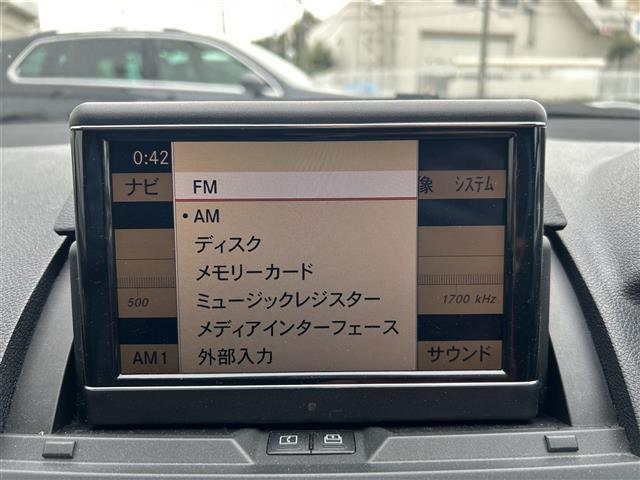 0:42
ナビ
FM
像 システム
• AM
ディスク
メモリーカード
500
ミュージックレジスター
1700 kHz
メディアインターフェース
AM1
外部入力
サウンド